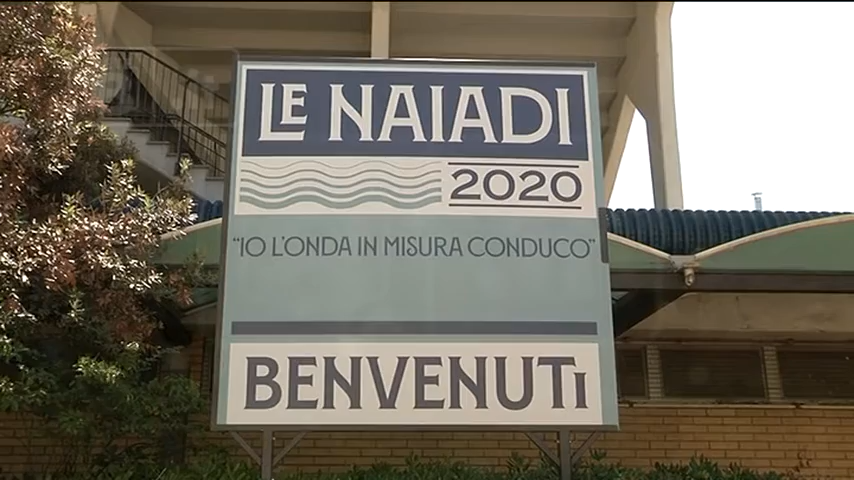 LE NAIADI
2020
“IO L'ONDA IN MISURA CONDUCO”
BENVENUTI